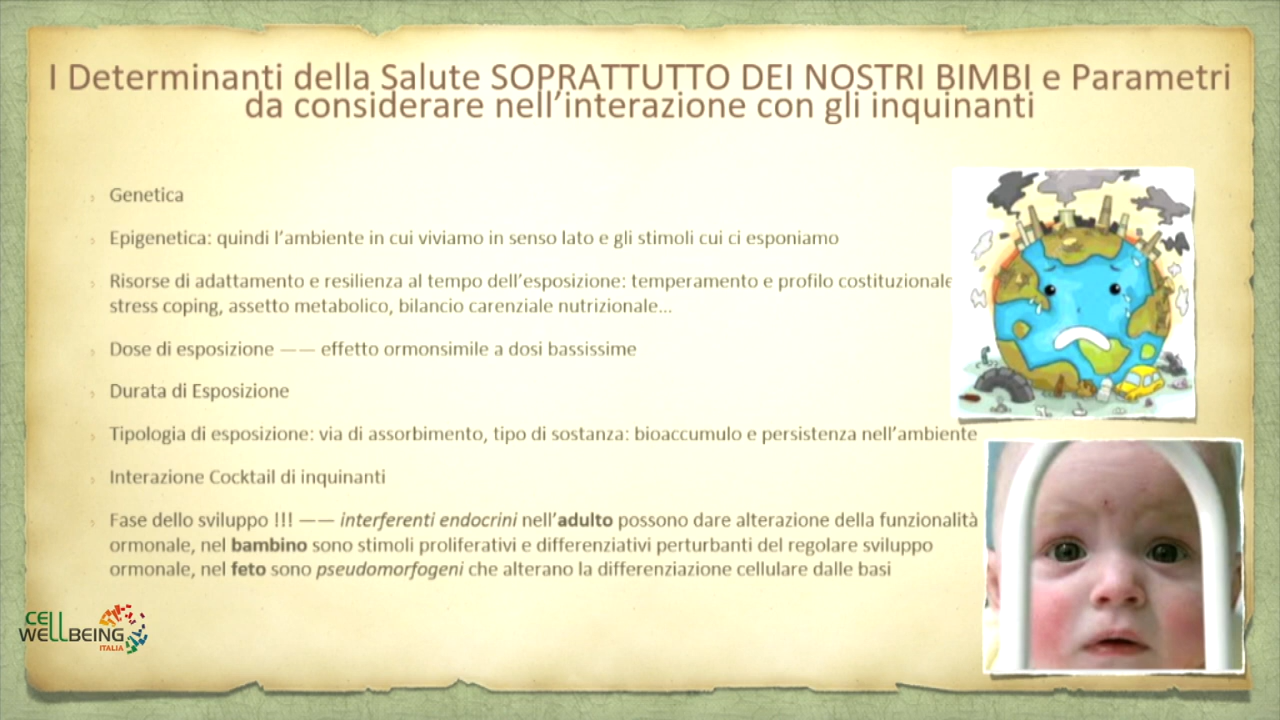 I Determinanti della Salute SOPRATTUTTO DEI NOSTRI BIMBI e Parametri
da considerare nell'interazione con gli inquinanti
Genetica
Epigenetica: quindi l'ambiente in cui viviamo in senso lato e gli stimoli cui ci esponiamo
Risorse di adattamento e resilienza al tempo dell'esposizione: temperamento e profilo costituzionale
stress coping, assetto metabolico, bilancio carenziale nutrizionale...
Dose di esposizione —— effetto ormonsimile a dosi bassissime
Durata di Esposizione
Tipologia di esposizione: via di assorbimento, tipo di sostanza: bioaccumulo e persistenza nell'ambiente
Interazione Cocktail di inquinanti
Fase dello sviluppo !!! —— interferenti endocrini nell'adulto possono dare alterazione della funzionalità
ormonale, nel bambino sono stimoli proliferativi e differenziativi perturbanti del regolare sviluppo
ormonale, nel feto sono pseudomorfogeni che alterano la differenziazione cellulare dalle basi
CELL
WELLBEING
ITALIA